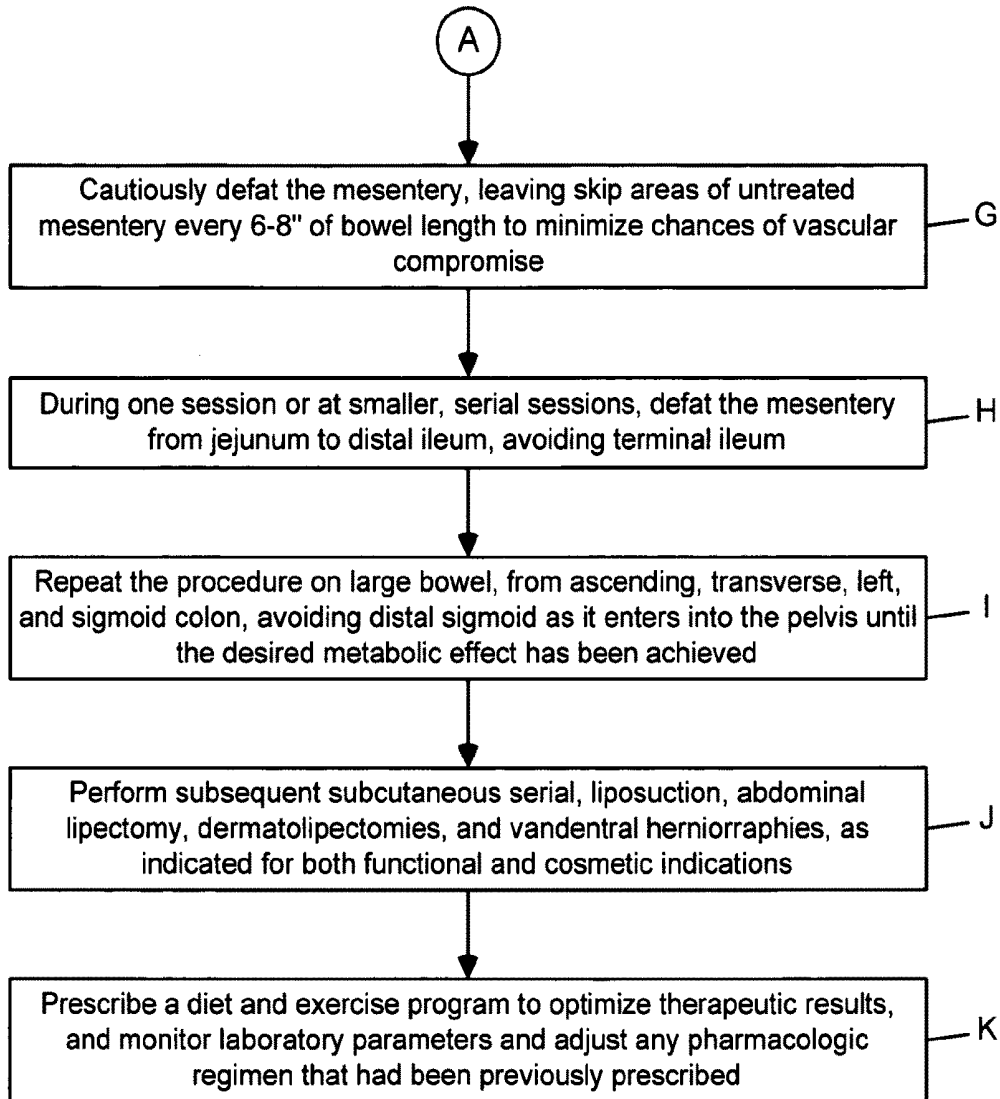 A
Cautiously defat the mesentery, leaving skip areas of untreated
mesentery every 6-8" of bowel length to minimize chances of vascular
compromise
G
During one session or at smaller, serial sessions, defat the mesentery
from jejunum to distal ileum, avoiding terminal ileum
H
Repeat the procedure on large bowel, from ascending, transverse, left,
and sigmoid colon, avoiding distal sigmoid as it enters into the pelvis until
the desired metabolic effect has been achieved
I
Perform subsequent subcutaneous serial, liposuction, abdominal
lipectomy, dermatolipectomies, and vandentral herniorraphies, as
indicated for both functional and cosmetic indications
J
Prescribe a diet and exercise program to optimize therapeutic results,
and monitor laboratory parameters and adjust any pharmacologic
regimen that had been previously prescribed
K